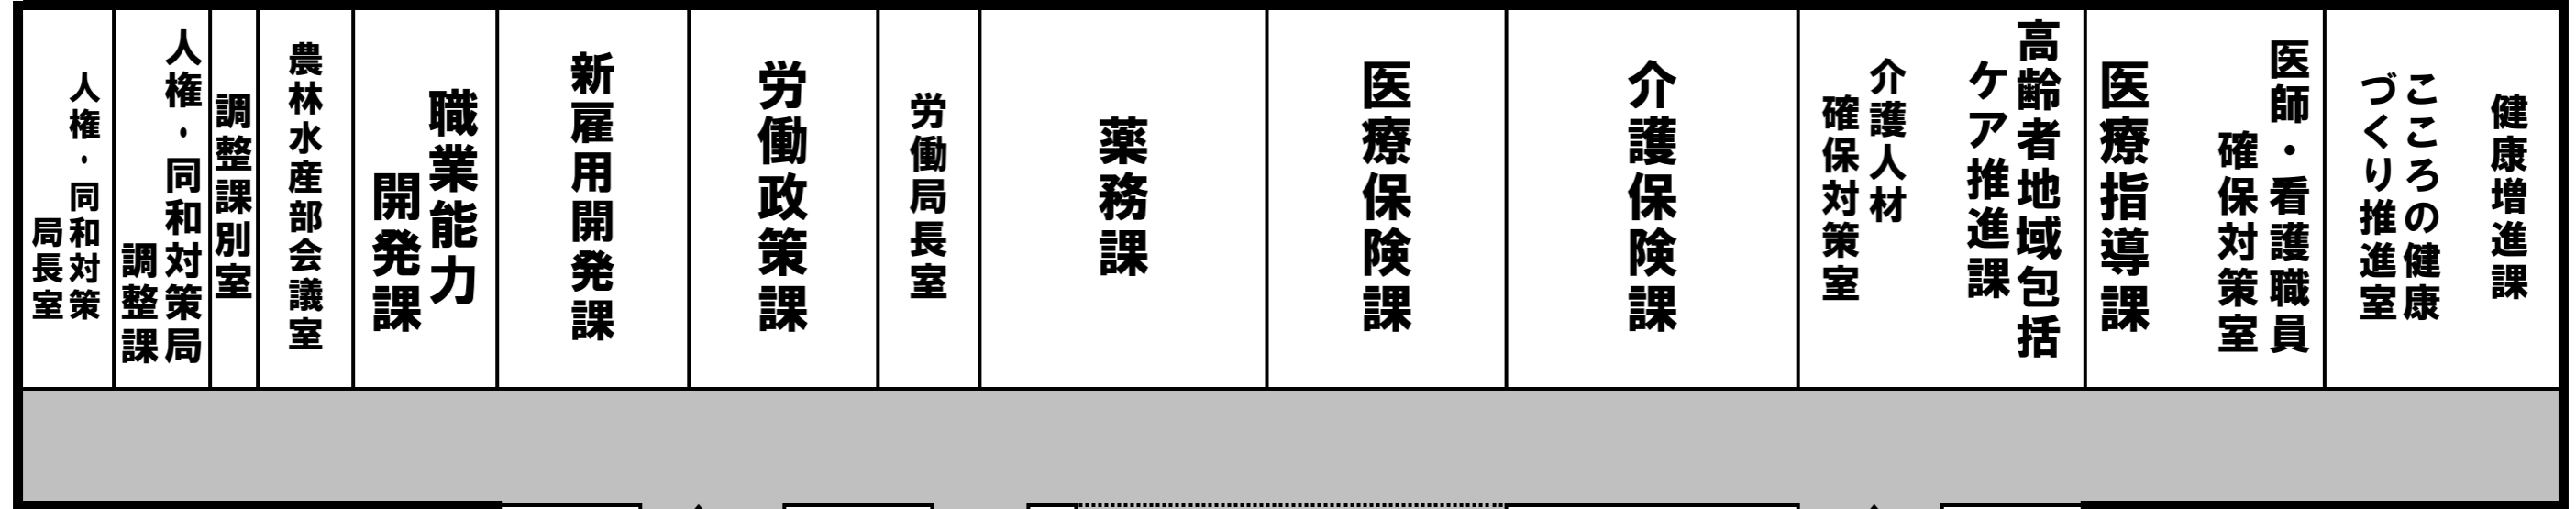 健康増進課
こころの健康
づくり推進室
医師・看護職員
確保対策室
医療指導課
高齢者地域包括
ケア推進課
介護人材
確保対策室
介護保険課
医療保険課
薬務課
労働局長室
労働政策課
新雇用開発課
職業能力
開発課
農林水産部会議室
調整課別室
人権・同和対策局
調整課
人権・同和対策
局長室